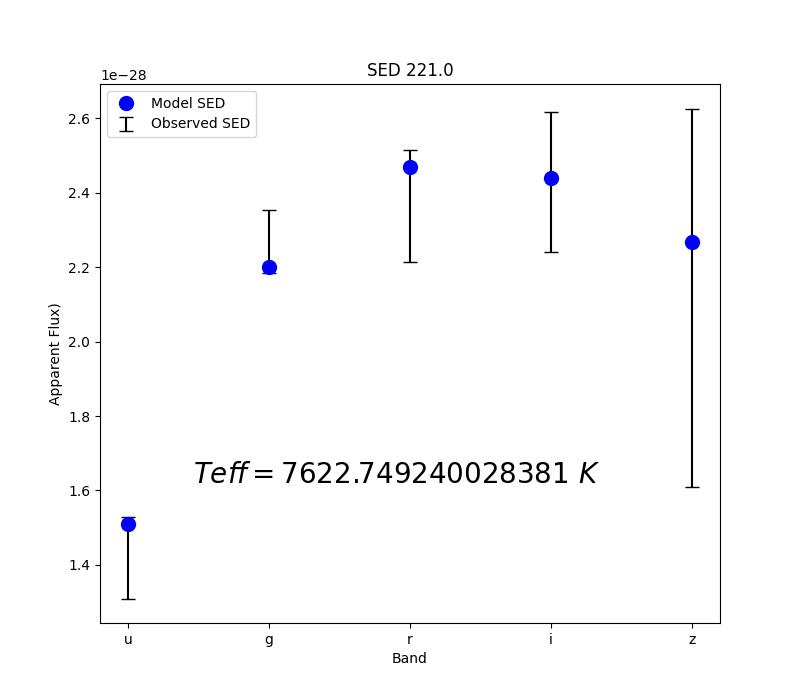 SED 221.0
1e−28
Model SED
Observed SED
2.6
2.4
2.2
2.0
1.8
1.6
1.4
Apparent Flux)
Teff = 7622.749240028381 K
u g r i z
Band